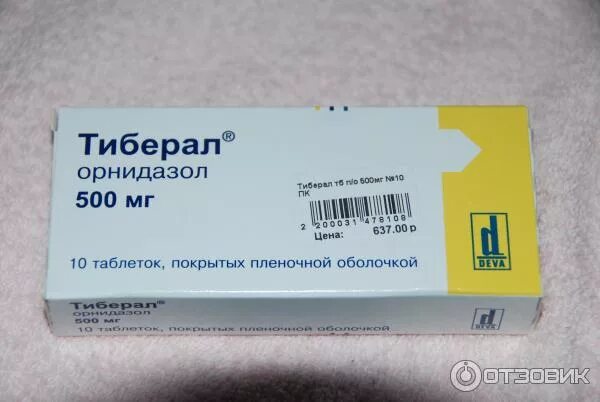 Тиберал®
орнидазол
500 мг
Тиберал тб п/о 500мг №10
ПК
2 200031 478108
Цена: 637.00 р
10 таблеток, покрытых пленочной оболочкой
d
DEVA
Тиберал®
орнидазол
500 мг
10 таблеток, покрытых пленочной оболочкой
d
DEVA
ОТЗОВИК